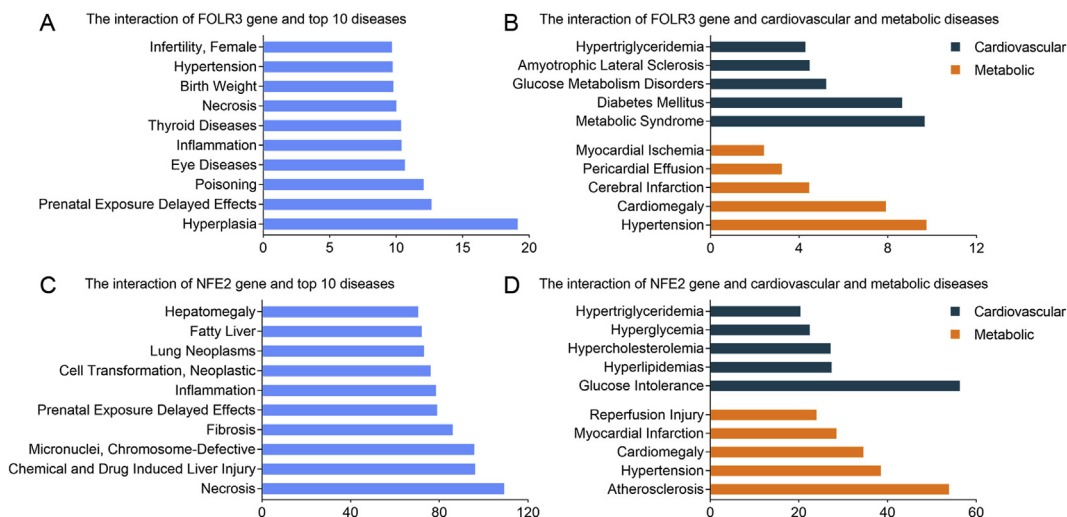 A
The interaction of FOLR3 gene and top 10 diseases
Infertility, Female
Hypertension
Birth Weight
Necrosis
Thyroid Diseases
Inflammation
Eye Diseases
Poisoning
Prenatal Exposure Delayed Effects
Hyperplasia
0 5 10 15 20
B
The interaction of FOLR3 gene and cardiovascular and metabolic diseases
Hypertriglyceridemia
Amyotrophic Lateral Sclerosis
Glucose Metabolism Disorders
Diabetes Mellitus
Metabolic Syndrome
Myocardial Ischemia
Pericardial Effusion
Cerebral Infarction
Cardiomegaly
Hypertension
0 4 8 12
Cardiovascular
Metabolic
C
The interaction of NFE2 gene and top 10 diseases
Hepatomegaly
Fatty Liver
Lung Neoplasms
Cell Transformation, Neoplastic
Inflammation
Prenatal Exposure Delayed Effects
Fibrosis
Micronuclei, Chromosome-Defective
Chemical and Drug Induced Liver Injury
Necrosis
0 40 80 120
D
The interaction of NFE2 gene and cardiovascular and metabolic diseases
Hypertriglyceridemia
Hyperglycemia
Hypercholesterolemia
Hyperlipidemias
Glucose Intolerance
Reperfusion Injury
Myocardial Infarction
Cardiomegaly
Hypertension
Atherosclerosis
0 20 40 60
Cardiovascular
Metabolic